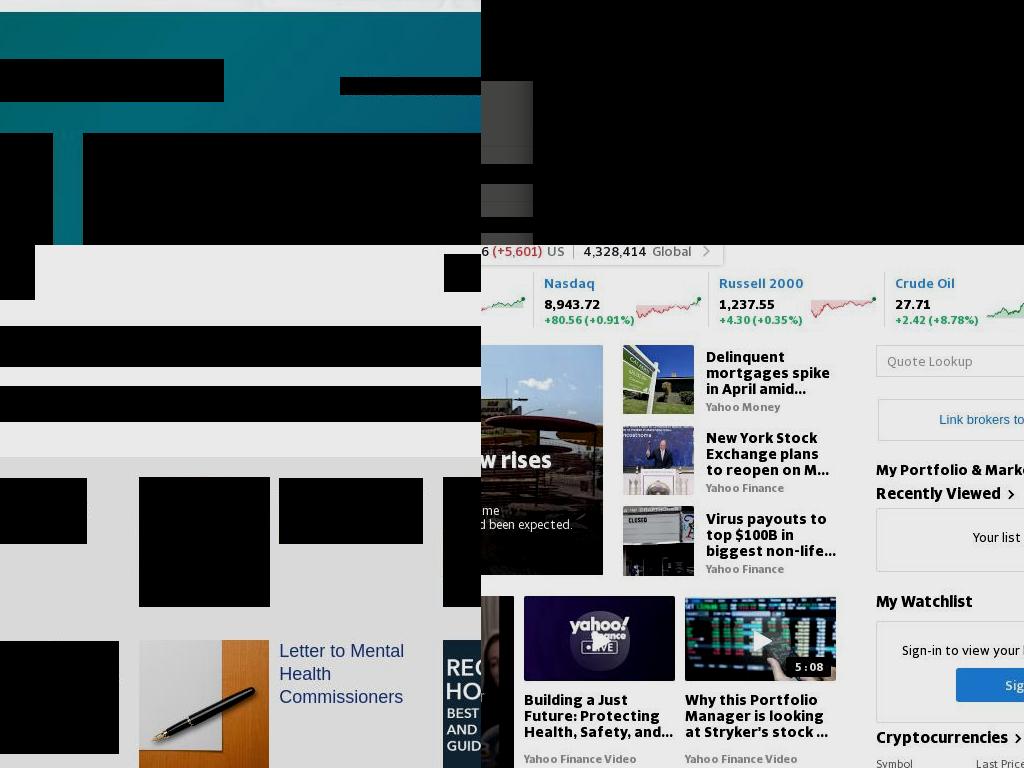 6 (+5,601) US | 4,328,414 Global
Nasdaq
8,943.72
+80.56 (+0.91%)
Russell 2000
1,237.55
+4.30 (+0.35%)
Crude Oil
27.71
+2.42 (+8.78%)
w rises
me
d been expected.
Delinquent
mortgages spike
in April amid...
Yahoo Money
New York Stock
Exchange plans
to reopen on M...
Yahoo Finance
CLOSED
Virus payouts to
top $100B in
biggest non-life...
Yahoo Finance
Quote Lookup
Link brokers to
My Portfolio & Marke
Recently Viewed
Your list
My Watchlist
Sign-in to view your l
Sig
Cryptocurrencies
Symbol Last Price
yahoo!
finance
LIVE
5:08
Building a Just
Future: Protecting
Health, Safety, and...
Yahoo Finance Video
Why this Portfolio
Manager is looking
at Stryker's stock ...
Yahoo Finance Video
Letter to Mental
Health
Commissioners
REC
HO
BEST
AND
GUID